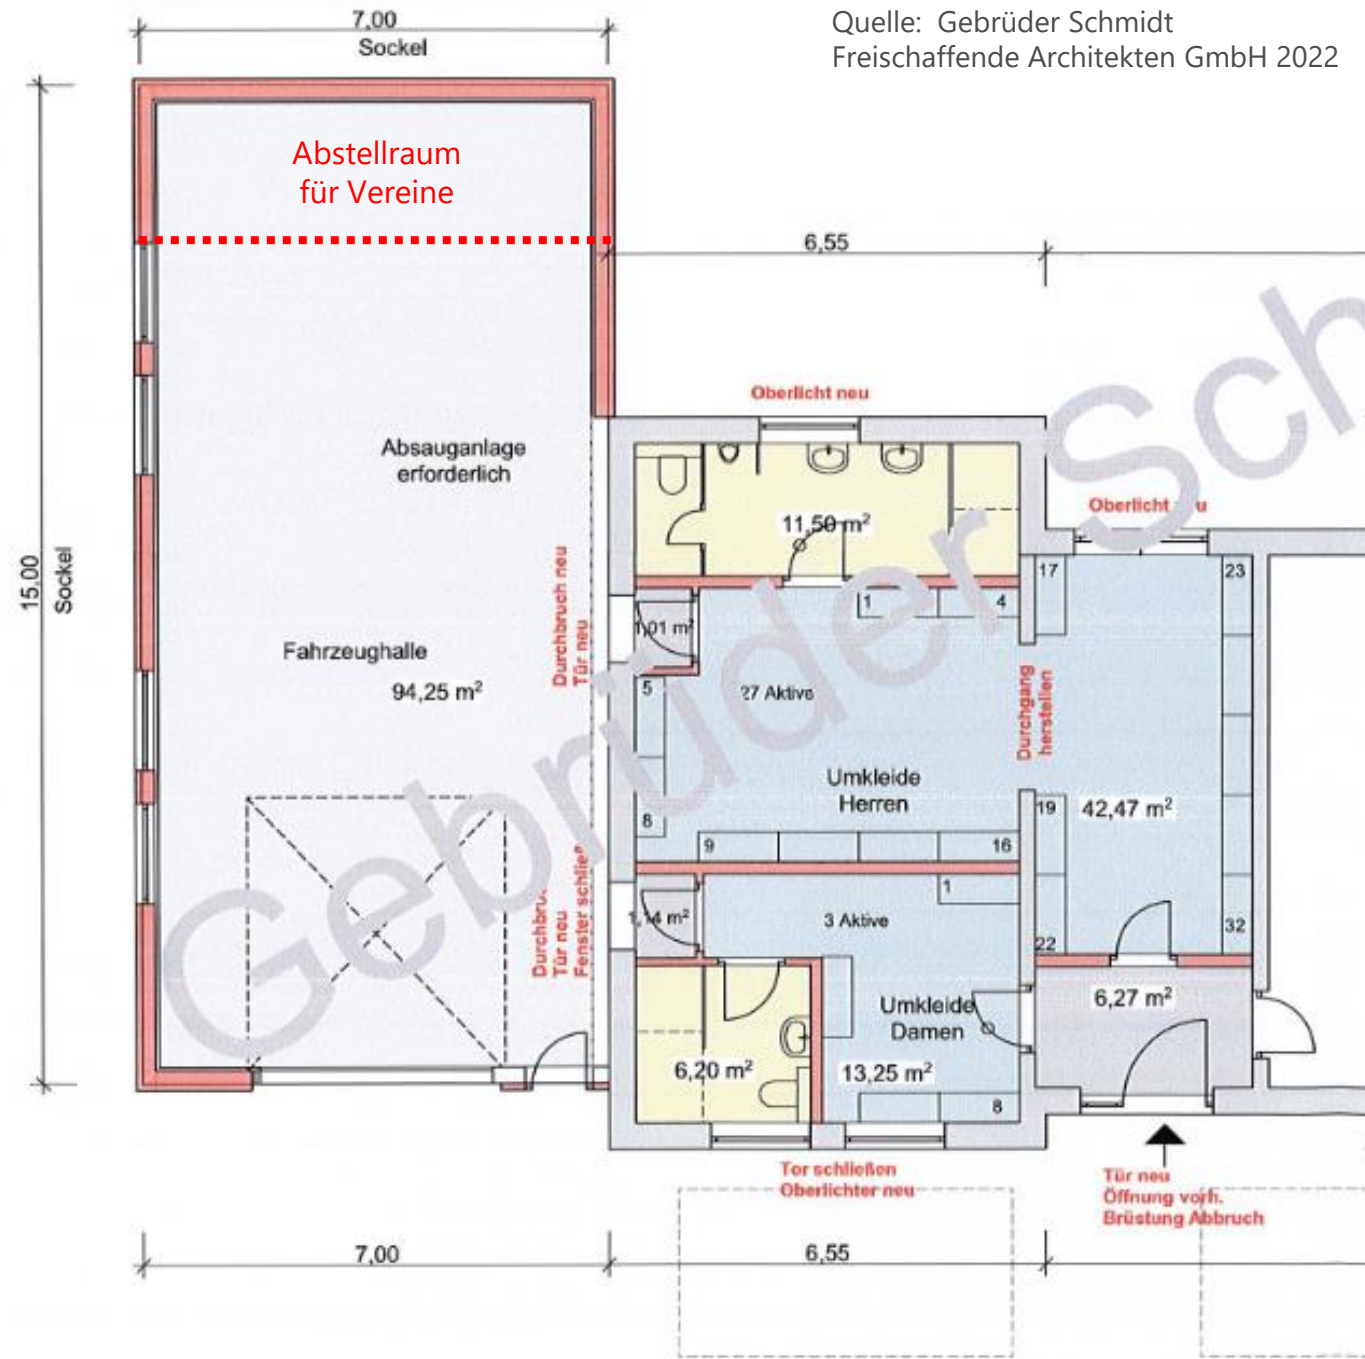 Quelle: Gebrüder Schmidt
Freischaffende Architekten GmbH 2022
7,00
Sockel
Abstellraum
für Vereine
6,55
15,00
Sockel
Oberlicht neu
Absauganlage
erforderlich
11,50 m²
Oberlicht neu
17
23
Durchbruch neu
Tür neu
1,01 m²
1
4
Fahrzeughalle
94,25 m²
5
27 Aktive
Durchgang
herstellen
Umkleide
Herren
8
9
16
19
42,47 m²
Tür neu
Fenster
1,14 m²
3 Aktive
1
22
32
Umkleide
Damen
6,27 m²
6,20 m²
13,25 m²
8
Tor schließen
Oberlichter neu
Tür neu
Öffnung vorh.
Brüstung Abbruch
7,00
6,55
Gebrüder Sch